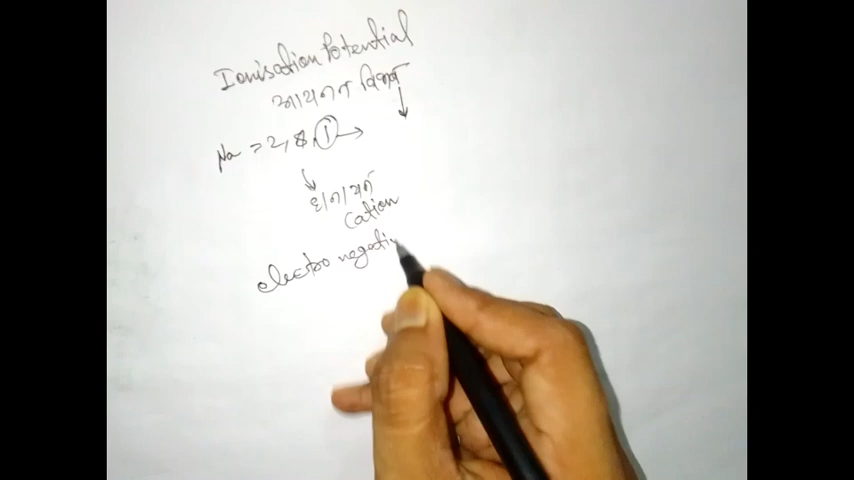 Ionisation Potential
आयनन विभव
Na = 2, 8, 1
धनायन
Cation
electro negati